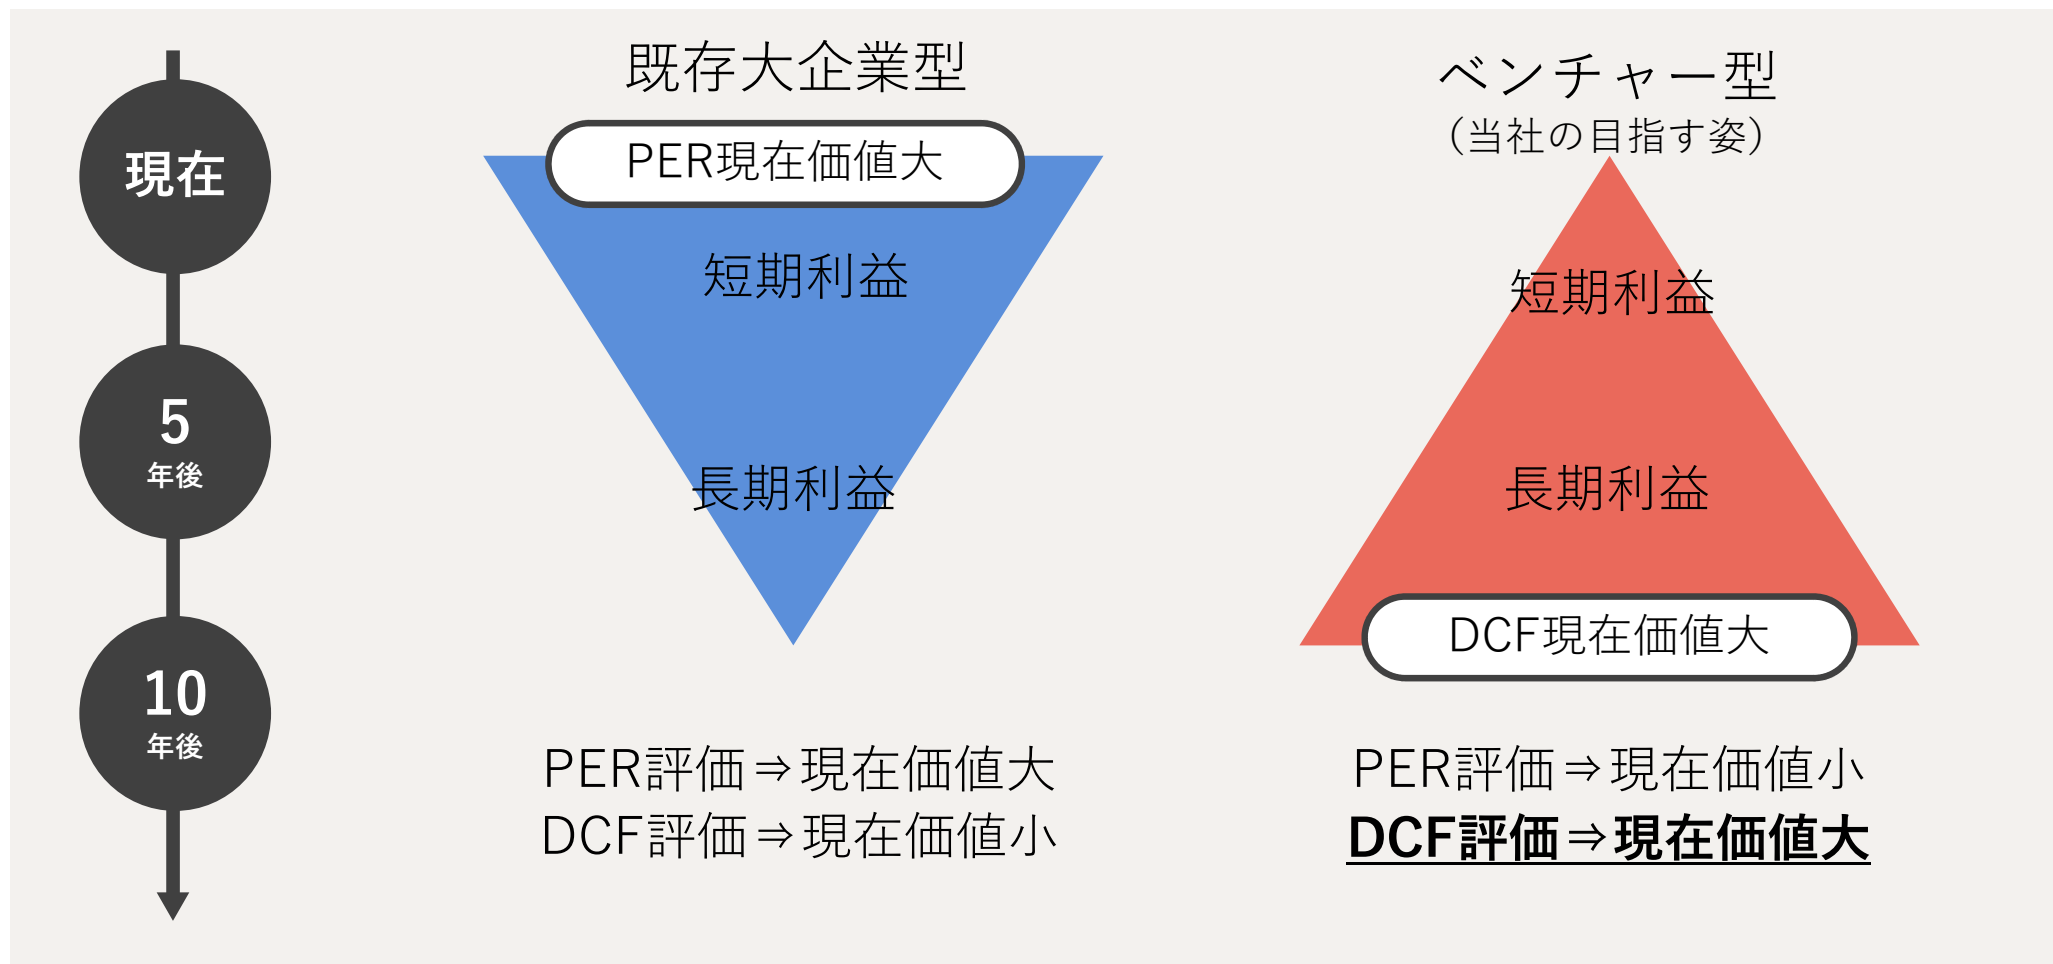 現在
5
年後
10
年後
既存大企業型
PER現在価値大
短期利益
長期利益
PER評価⇒現在価値大
DCF評価⇒現在価値小
ベンチャー型
（当社の目指す姿）
短期利益
長期利益
DCF現在価値大
PER評価⇒現在価値小
DCF評価⇒現在価値大